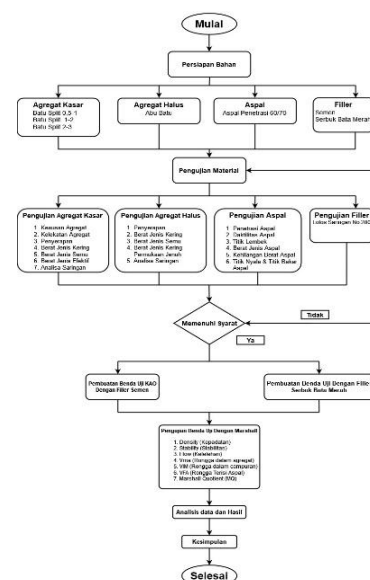 Mulai
Persiapan Bahan
Agregat Kasar
Batu Split 0,5-1
Batu Split 1-2
Batu Split 2-3
Agregat Halus
Abu Batu
Aspal
Aspal Penetrasi 60/70
Filler
Semen
Serbuk Bata Merah
Pengujian Material
Pengujian Agregat Kasar
1. Keausan Agregat
2. Kelekatan Agregat
3. Penyerapan
4. Berat Jenis Kering
5. Berat Jenis Semu
6. Berat Jenis Efektif
7. Analisa Saringan
Pengujian Agregat Halus
1. Penyerapan
2. Berat Jenis Kering
3. Berat Jenis Semu
4. Berat Jenis Kering
Permukaan Jenuh
5. Analisa Saringan
Pengujian Aspal
1. Penetrasi Aspal
2. Daktilitas Aspal
3. Titik Lembek
4. Berat Jenis Aspal
5. Kehilangan Berat Aspal
6. Titik Nyala & Titik Bakar
Aspal
Pengujian Filler
Lolos Saringan No 200
Memenuhi Syarat
Tidak
Ya
Pembuatan Benda Uji KAO
Dengan Filler Semen
Pembuatan Benda Uji Dengan Filler
Serbuk Bata Merah
Benda Uji Dengan Marshall
1. Density (Kepadatan)
2. Stability (Stabilitas)
3. Flow (Kelelehan)
4. Vma (Rongga dalam agregat)
5. VIM (Rongga dalam campuran)
6. VFA (Rongga Terisi Aspal)
7. Marshall Quotient (MQ)
Analisis data dan Hasil
Kesimpulan
Selesai